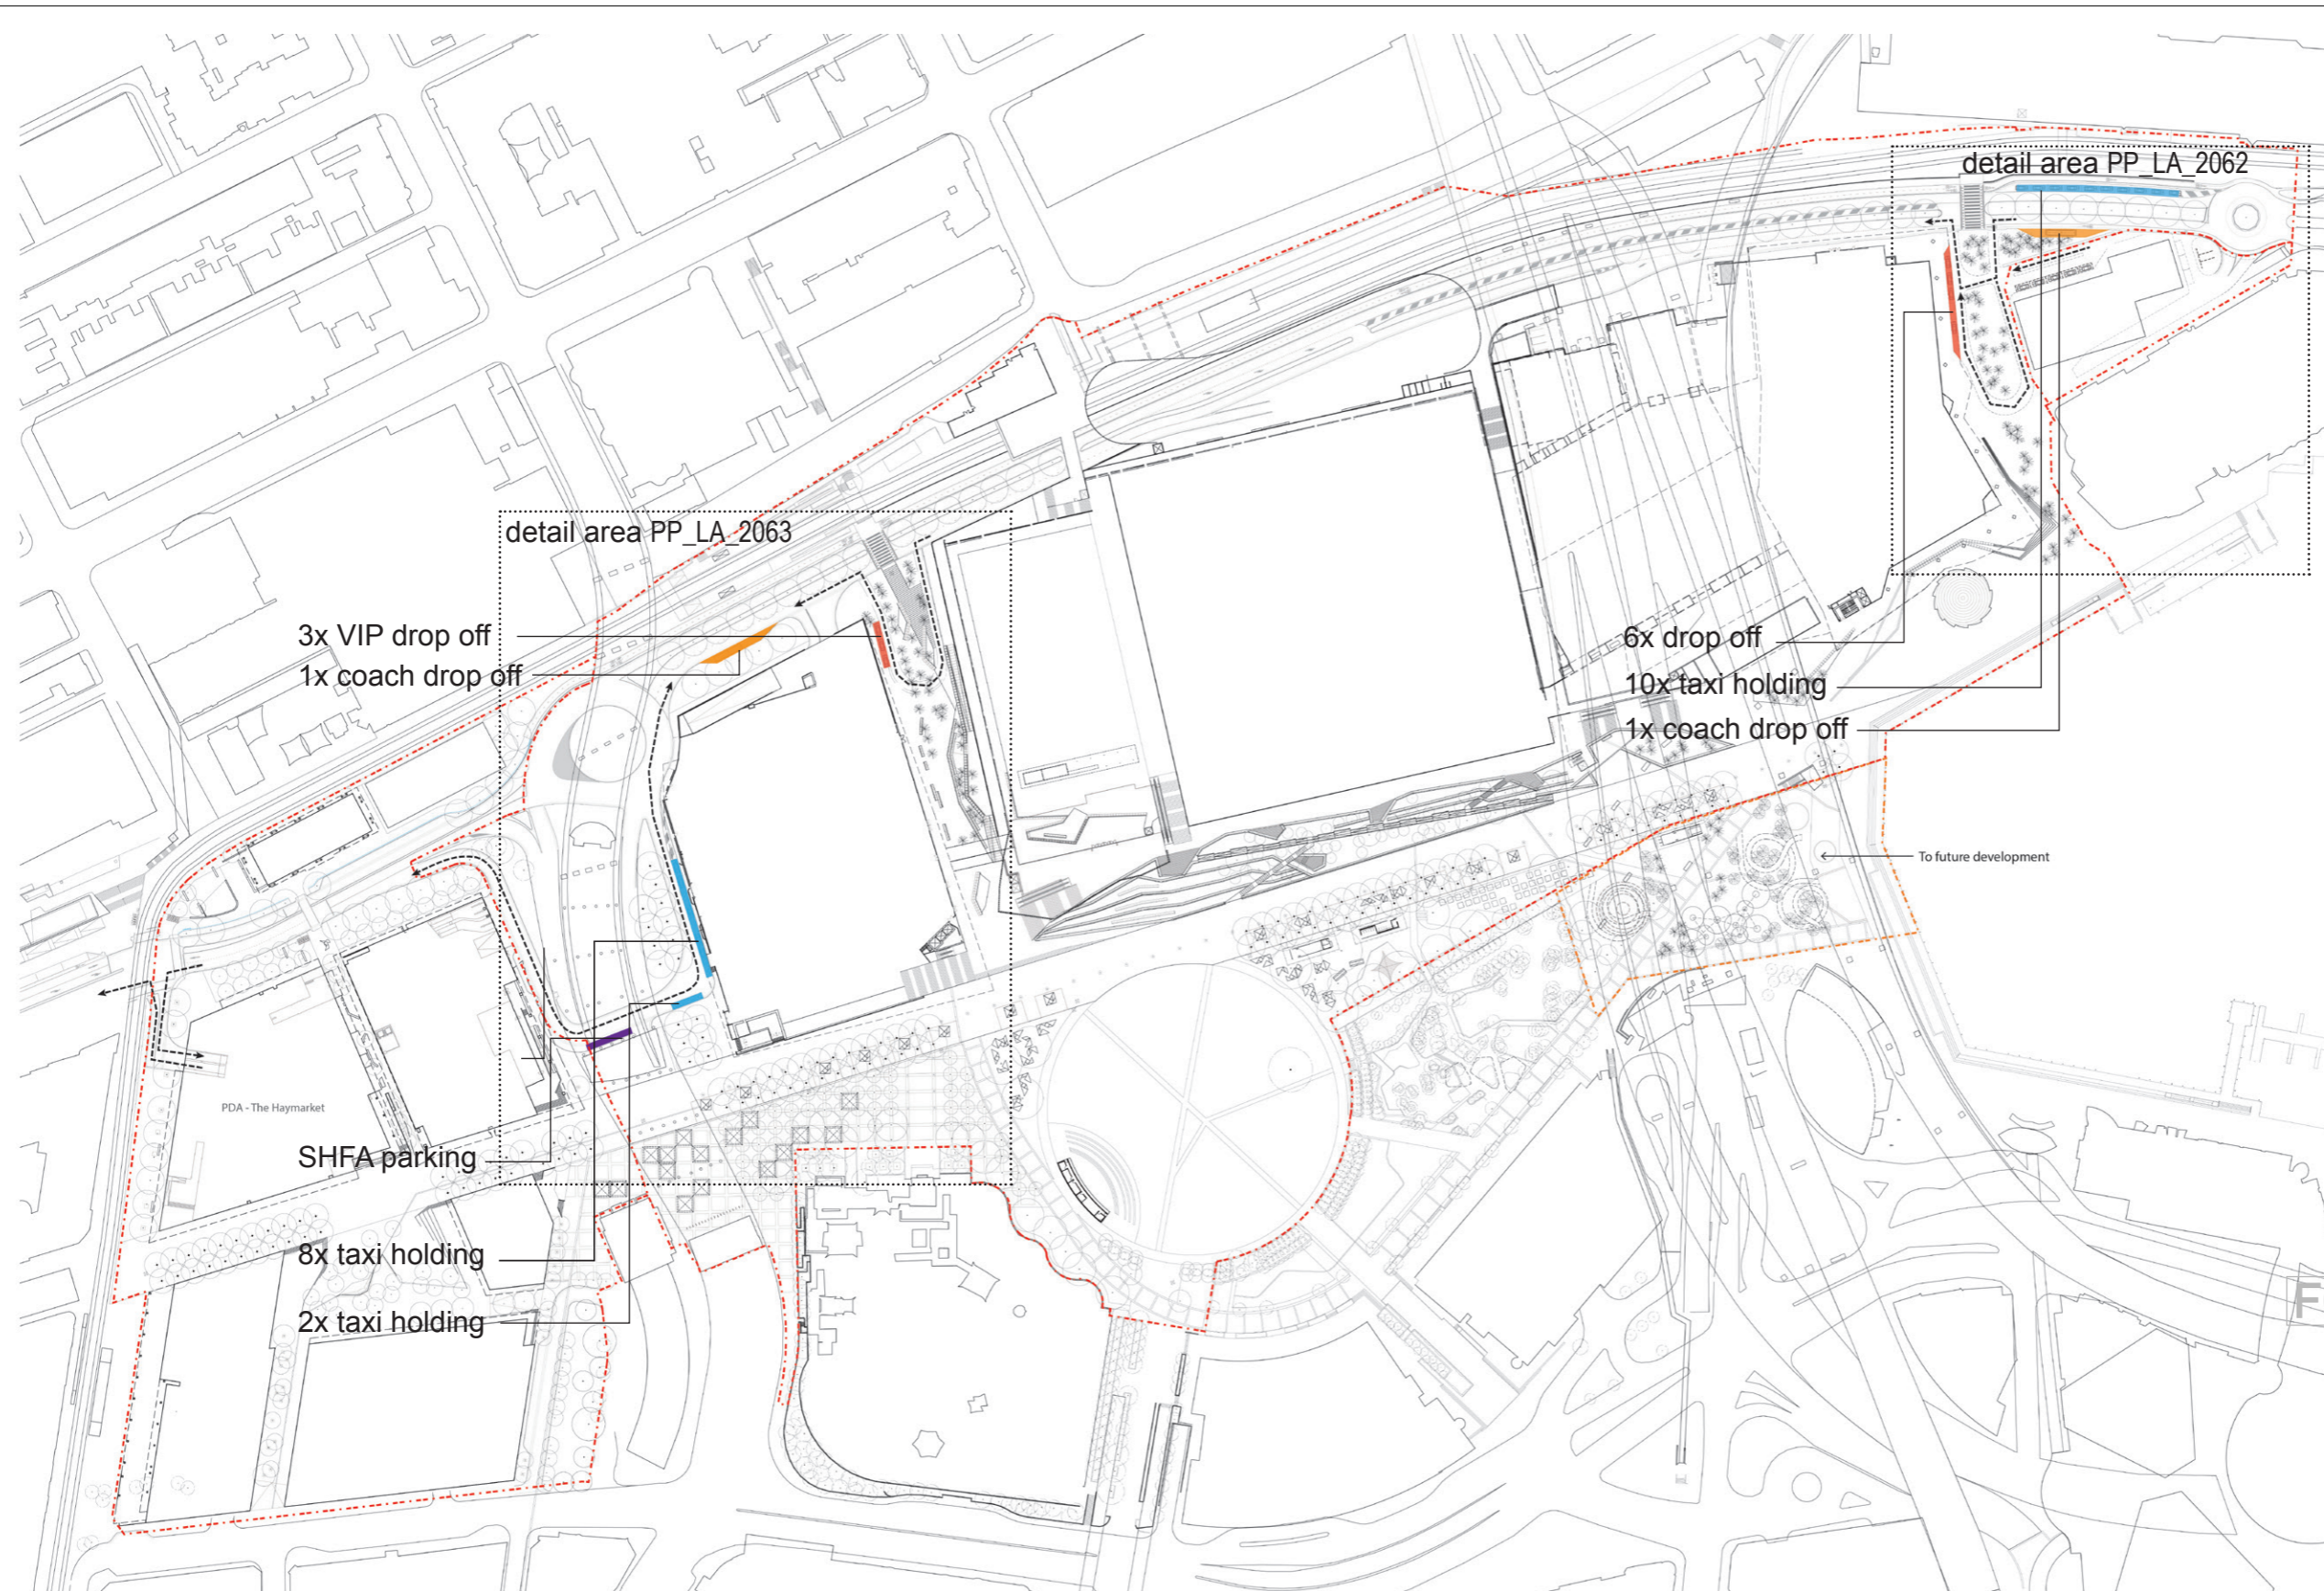 detail area PP_LA_2062
detail area PP_LA_2063
3x VIP drop off
1x coach drop off
6x drop off
10x taxi holding
1x coach drop off
To future development
PDA - The Haymarket
SHFA parking
8x taxi holding
2x taxi holding
F